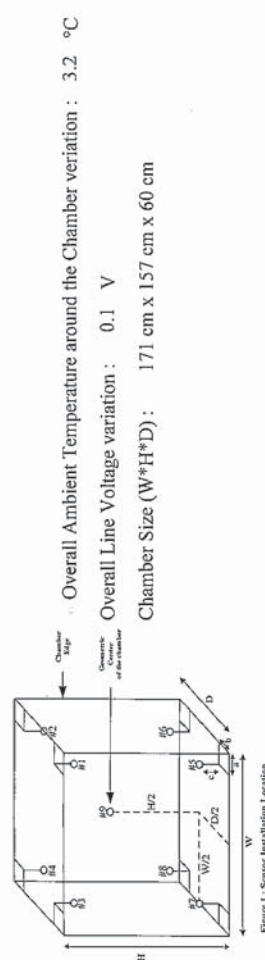 Overall Ambient Temperature around the Chamber veriation : 3.2 °C
Overall Line Voltage variation : 0.1 V
Chamber Size (W*H*D) : 171 cm x 157 cm x 60 cm
Chamber
Edge
Geometric
Center
of the chamber
#2
#1
#4
#3
#9
#6
#5
#8
#7
H/2
W/2
D/2
a
b
c
D
W
H
Figure 1 : Sensor Installation Location